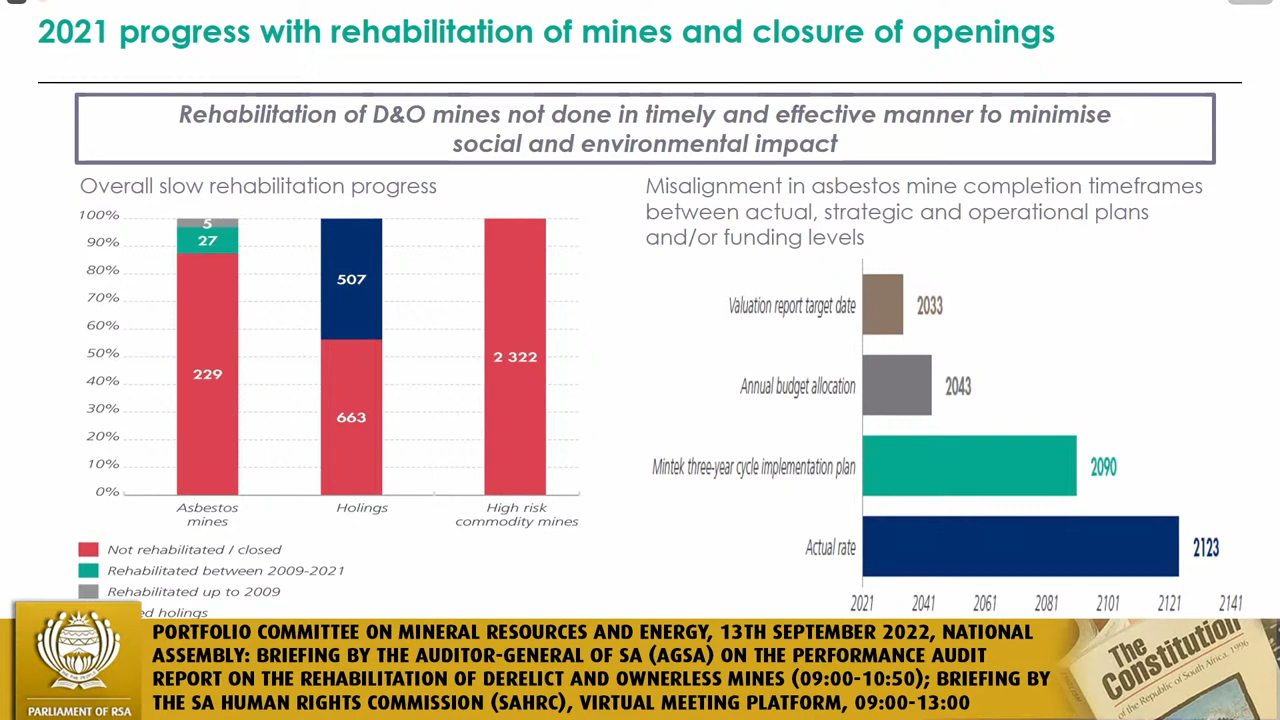 2021 progress with rehabilitation of mines and closure of openings
Rehabilitation of D&O mines not done in timely and effective manner to minimise
social and environmental impact
Overall slow rehabilitation progress
100%
90%
80%
70%
60%
50%
40%
30%
20%
10%
0%
5
27
229
507
663
2 322
Asbestos
mines
Holings
High risk
commodity mines
Not rehabilitated / closed
Rehabilitated between 2009-2021
Rehabilitated up to 2009
holings
Misalignment in asbestos mine completion timeframes
between actual, strategic and operational plans
and/or funding levels
Valuation report target date
2033
Annual budget allocation
2043
Mintek three-year cycle implementation plan
2090
Actual rate
2123
2021 2041 2061 2081 2101 2121 2141
PARLIAMENT OF RSA
PORTFOLIO COMMITTEE ON MINERAL RESOURCES AND ENERGY, 13TH SEPTEMBER 2022, NATIONAL
ASSEMBLY: BRIEFING BY THE AUDITOR-GENERAL OF SA (AGSA) ON THE PERFORMANCE AUDIT
REPORT ON THE REHABILITATION OF DERELICT AND OWNERLESS MINES (09:00-10:50); BRIEFING BY
THE SA HUMAN RIGHTS COMMISSION (SAHRC), VIRTUAL MEETING PLATFORM, 09:00-13:00
The
Constitution
of the Republic of South Africa, 1996